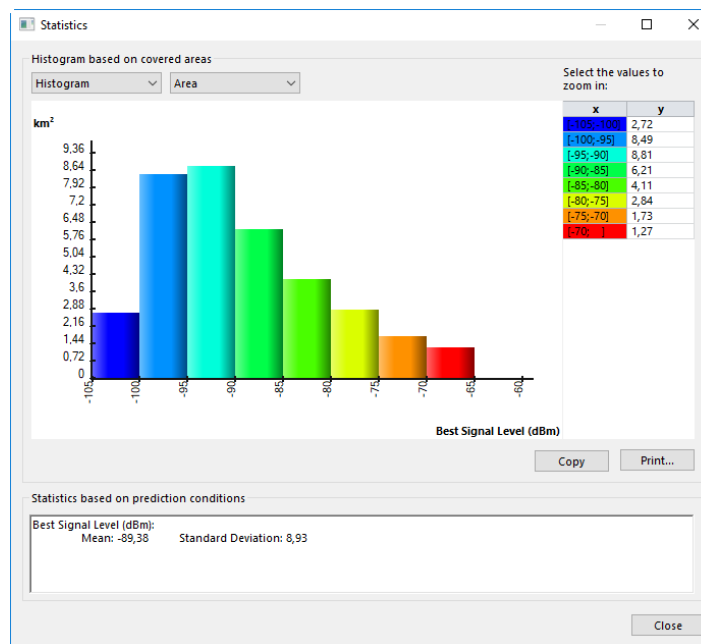 Statistics
Histogram based on covered areas
Histogram
Area
Select the values to
zoom in:
km²
9,36
8,64
7,92
7,2
6,48
5,76
5,04
4,32
3,6
2,88
2,16
1,44
0,72
0
-105
-100
-95
-90
-85
-80
-75
-70
-65
-60
Best Signal Level (dBm)
x y
[-105;-100] 2,72
[-100;-95] 8,49
[-95;-90] 8,81
[-90;-85] 6,21
[-85;-80] 4,11
[-80;-75] 2,84
[-75;-70] 1,73
[-70; ] 1,27
Copy
Print...
Statistics based on prediction conditions
Best Signal Level (dBm):
Mean: -89,38 Standard Deviation: 8,93
Close